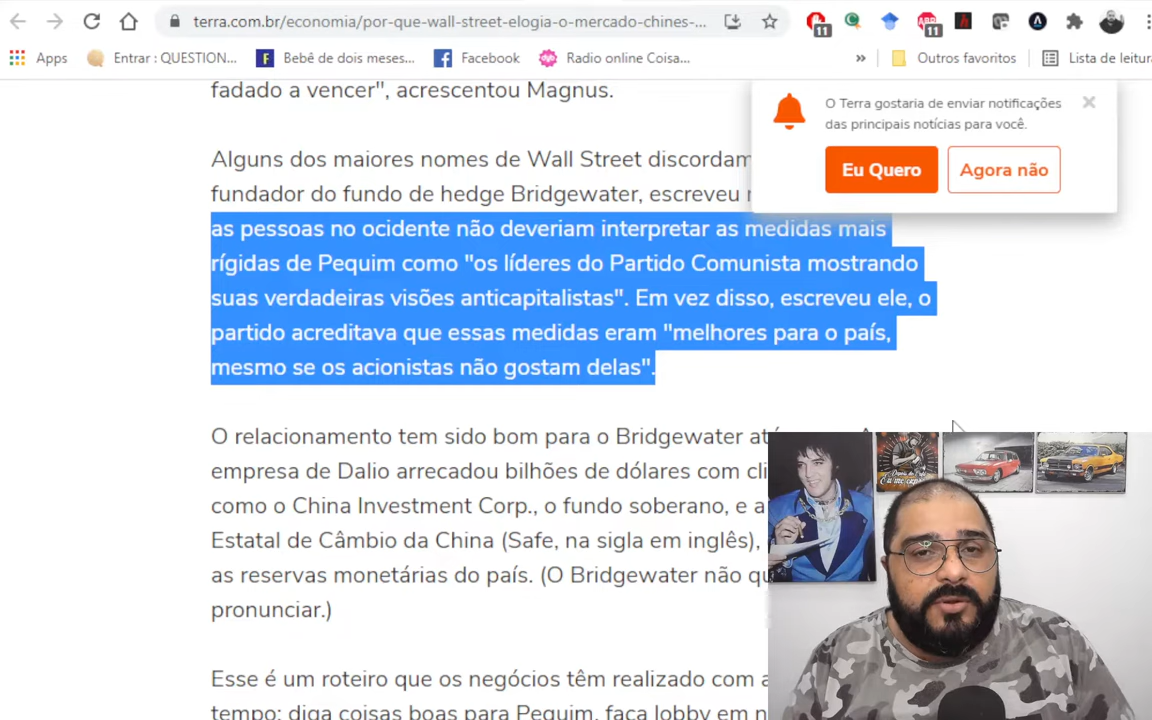 terra.com.br/economia/por-que-wall-street-elogia-o-mercado-chines-...
11
11
Apps
Entrar : QUESTION...
Bebê de dois meses...
Facebook
Radio online Coisa...
»
Outros favoritos
Lista de leitur
fadado a vencer", acrescentou Magnus.
O Terra gostaria de enviar notificações
das principais notícias para você.
Eu Quero
Agora não
Alguns dos maiores nomes de Wall Street discordam
fundador do fundo de hedge Bridgewater, escreveu
as pessoas no ocidente não deveriam interpretar as medidas mais
rígidas de Pequim como "os líderes do Partido Comunista mostrando
suas verdadeiras visões anticapitalistas". Em vez disso, escreveu ele, o
partido acreditava que essas medidas eram "melhores para o país,
mesmo se os acionistas não gostam delas".
O relacionamento tem sido bom para o Bridgewater até
empresa de Dalio arrecadou bilhões de dólares com cli
como o China Investment Corp., o fundo soberano, e a
Estatal de Câmbio da China (Safe, na sigla em inglês),
as reservas monetárias do país. (O Bridgewater não qu
pronunciar.)
Esse é um roteiro que os negócios têm realizado com a
tempo: diga coisas boas para Pequim, faça lobby em n